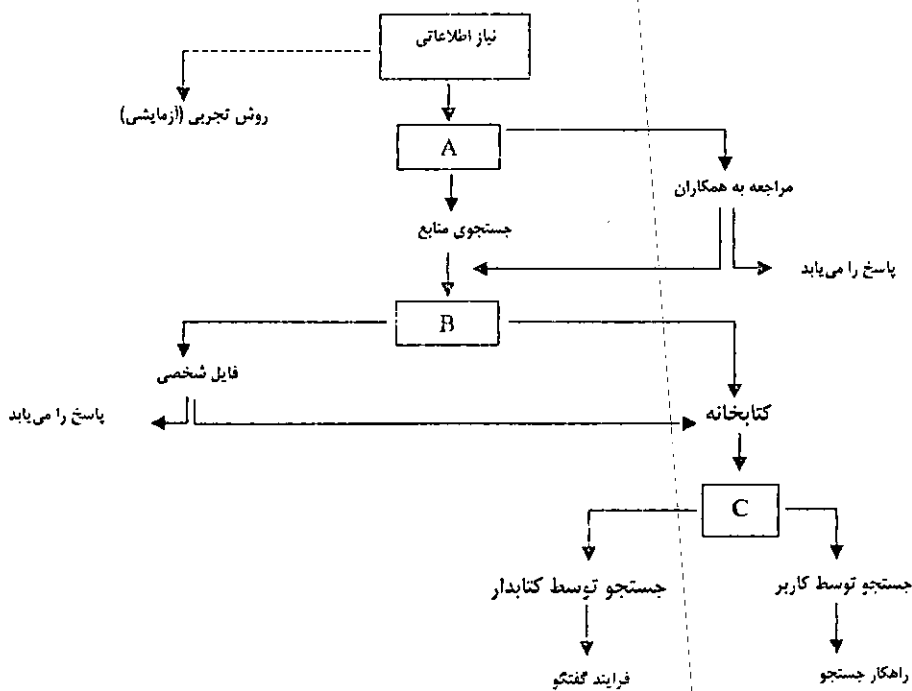 نیاز اطلاعاتی
روش تجربی (آزمایشی)
A
مراجعه به همکاران
جستجوی منابع
پاسخ را می‌یابد
B
فایل شخصی
پاسخ را می‌یابد
کتابخانه
C
جستجو توسط کاربر
جستجو توسط کتابدار
راهکار جستجو
فرایند گفتگو